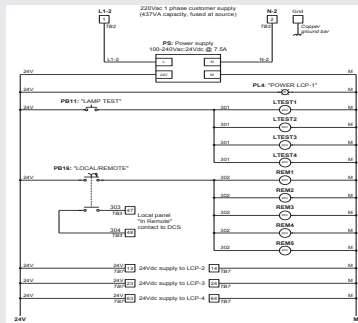 L1-2
220Vac 1 phase customer supply
(437VA capacity, fused at source)
N-2
Gnd
1
TB2
2
TB2
Copper
ground bar
PS: Power supply
100-240Vac:24Vdc @ 7.5A
L1-2
L
N
N-2
24V
24V
M
M
PL4: "POWER LCP-1"
24V
M
PB11: "LAMP TEST"
LTEST1
24V
301
M
LTEST2
301
M
LTEST3
301
M
LTEST4
301
M
PB16: "LOCAL/REMOTE"
REM1
24V
302
M
REM2
302
M
REM3
302
M
303
47
TB3
Local panel
"In Remote"
contact to DCS
REM4
302
M
304
48
TB3
REM5
302
M
24V
13
TB7
24Vdc supply to LCP-2
14
TB7
M
24V
23
TB7
24Vdc supply to LCP-3
24
TB7
M
24V
63
TB7
24Vdc supply to LCP-4
64
TB7
M
24V
M